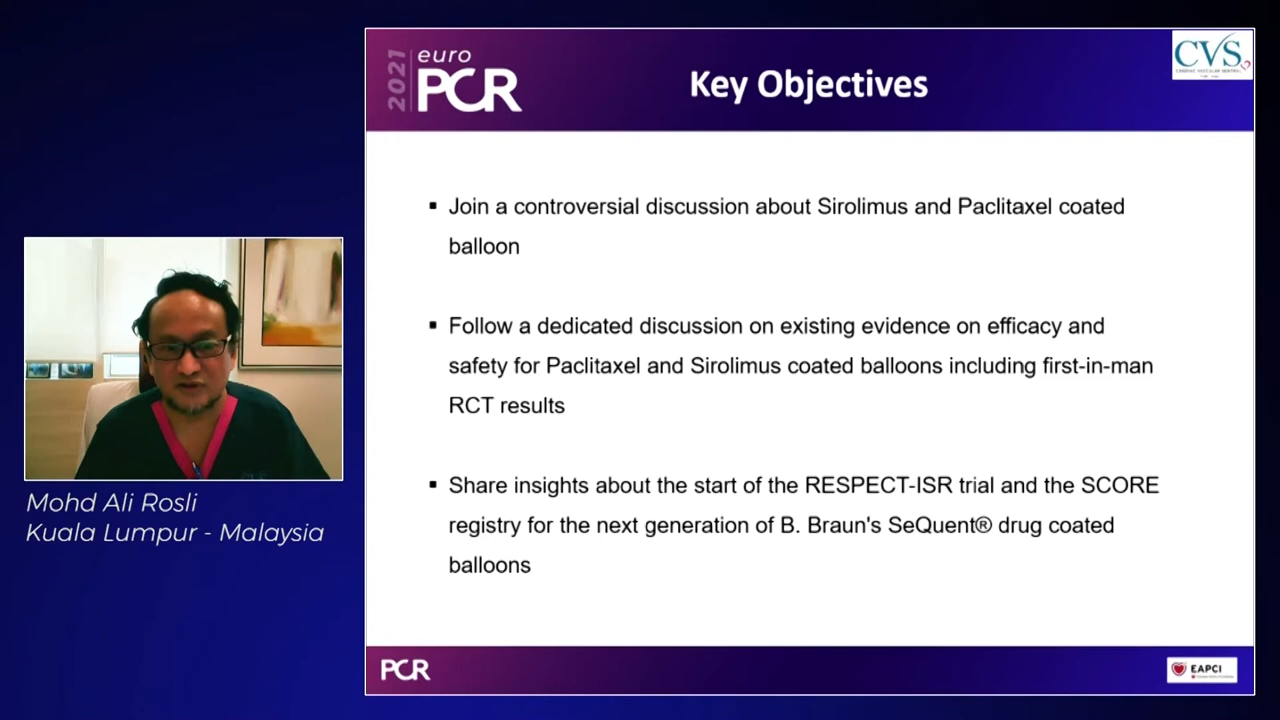 2021 euro
PCR
Key Objectives
CVS
▪ Join a controversial discussion about Sirolimus and Paclitaxel coated
balloon
▪ Follow a dedicated discussion on existing evidence on efficacy and
safety for Paclitaxel and Sirolimus coated balloons including first-in-man
RCT results
▪ Share insights about the start of the RESPECT-ISR trial and the SCORE
registry for the next generation of B. Braun's SeQuent® drug coated
balloons
Mohd Ali Rosli
Kuala Lumpur - Malaysia
PCR
EAPCI